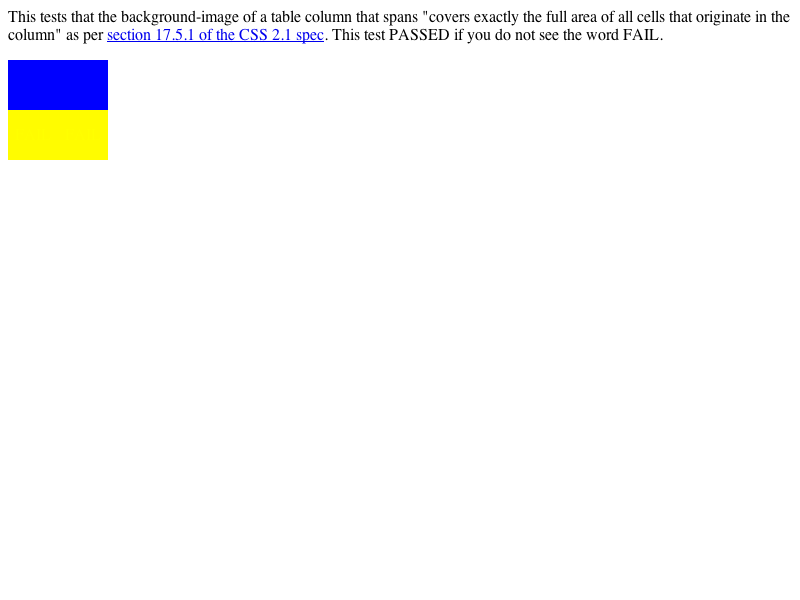 This tests that the background-image of a table column that spans "covers exactly the full area of all cells that originate in the
column" as per section 17.5.1 of the CSS 2.1 spec. This test PASSED if you do not see the word FAIL.